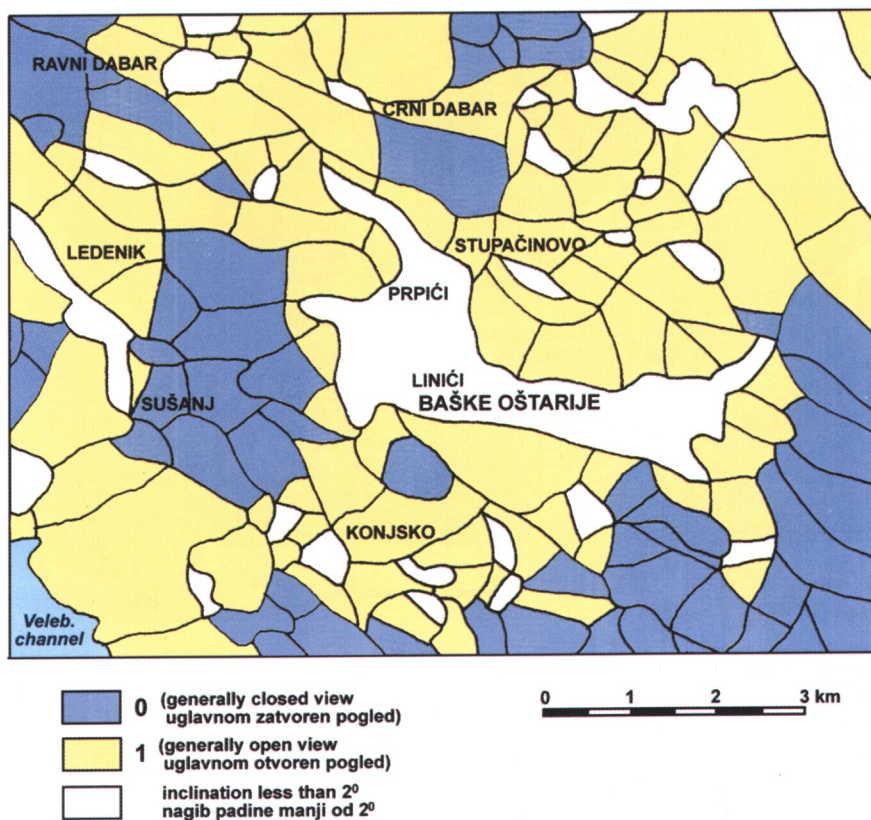 RAVNI DABAR
CRNI DABAR
LEDENIK
STUPAČINOVO
PRPIĆI
LINIĆI
BAŠKE OŠTARIJE
SUŠANJ
KONJSKO
Veleb.
channel
0 (generally closed view
uglavnom zatvoren pogled)
1 (generally open view
uglavnom otvoren pogled)
inclination less than 2⁰
nagib padine manji od 2⁰
0 1 2 3 km